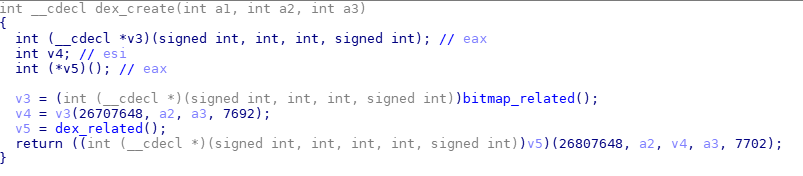 int __cdecl dex_create(int a1, int a2, int a3)
{
int (__cdecl *v3)(signed int, int, int, signed int); // eax
int v4; // esi
int (*v5)(); // eax
v3 = (int (__cdecl *)(signed int, int, int, signed int))bitmap_related();
v4 = v3(26707648, a2, a3, 7692);
v5 = dex_related();
return ((int (__cdecl *)(signed int, int, int, int, signed int))v5)(26807648, a2, v4, a3, 7702);
}